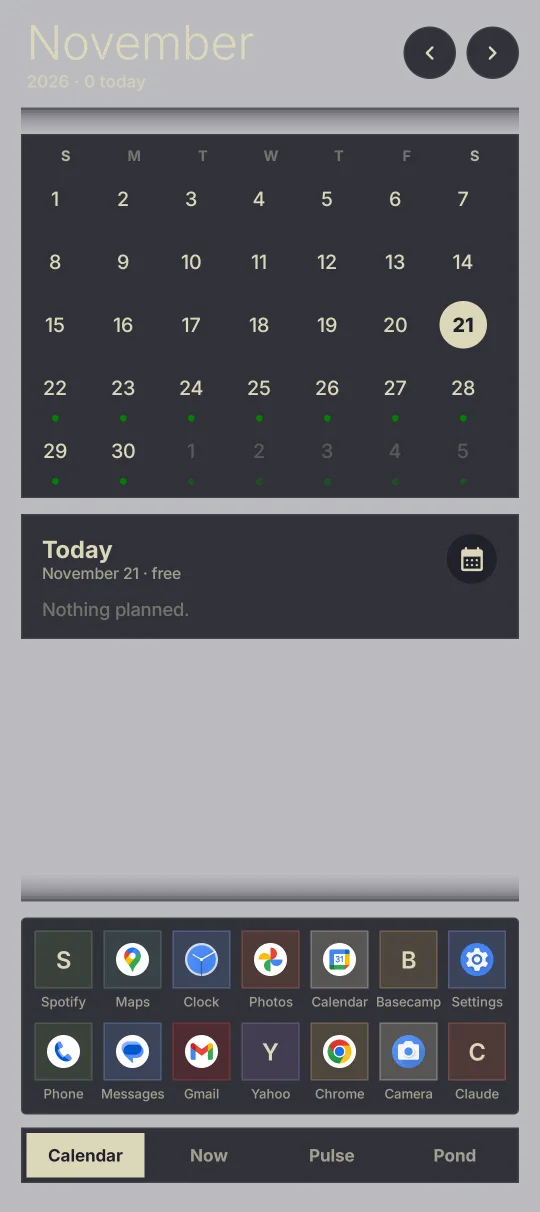 November
2026 · 0 today
S M T W T F S
1 2 3 4 5 6 7
8 9 10 11 12 13 14
15 16 17 18 19 20 21
22 23 24 25 26 27 28
29 30 1 2 3 4 5
Today
November 21 · free
Nothing planned.
S B
31
Spotify Maps Clock Photos Calendar Basecamp Settings
Y C
Phone Messages Gmail Yahoo Chrome Camera Claude
Calendar Now Pulse Pond